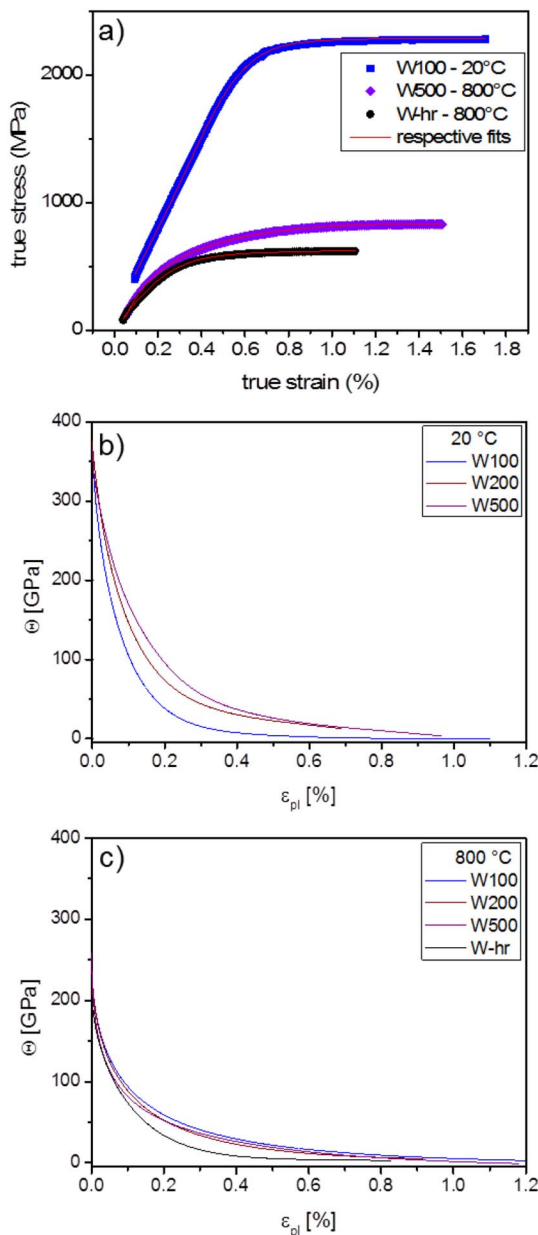 a)
true stress (MPa)
2000
1000
0
W100 - 20°C
W500 - 800°C
W-hr - 800°C
respective fits
0.0 0.2 0.4 0.6 0.8 1.0 1.2 1.4 1.6 1.8
true strain (%)
b)
Θ [GPa]
400
300
200
100
0
20 °C
W100
W200
W500
0.0 0.2 0.4 0.6 0.8 1.0 1.2
εpl [%]
c)
Θ [GPa]
400
300
200
100
0
800 °C
W100
W200
W500
W-hr
0.0 0.2 0.4 0.6 0.8 1.0 1.2
εpl [%]